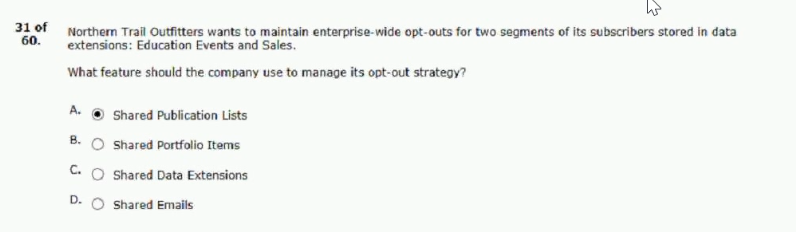 31 of
60.
Northern Trail Outfitters wants to maintain enterprise-wide opt-outs for two segments of its subscribers stored in data
extensions: Education Events and Sales.
What feature should the company use to manage its opt-out strategy?
A. Shared Publication Lists
B. Shared Portfolio Items
C. Shared Data Extensions
D. Shared Emails